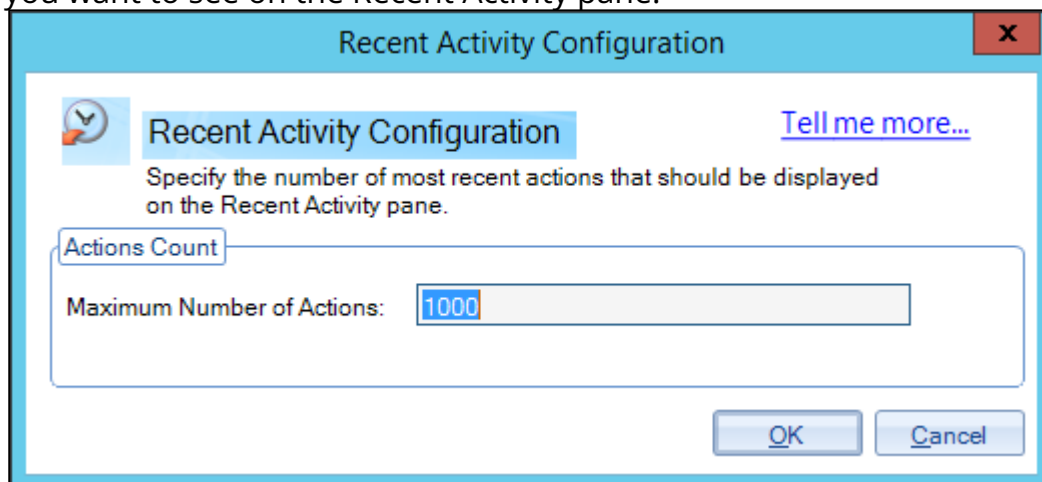 you want to see on the Recent Activity pane.
Recent Activity Configuration
x
Recent Activity Configuration
Tell me more...
Specify the number of most recent actions that should be displayed
on the Recent Activity pane.
Actions Count
Maximum Number of Actions: 1000
OK Cancel